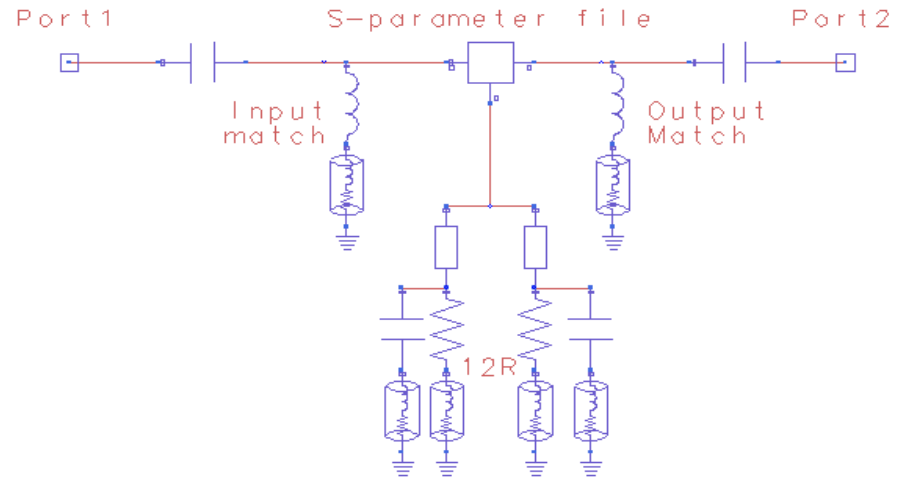 Port1
S-parameter file
Port2
Input
match
Output
Match
12R